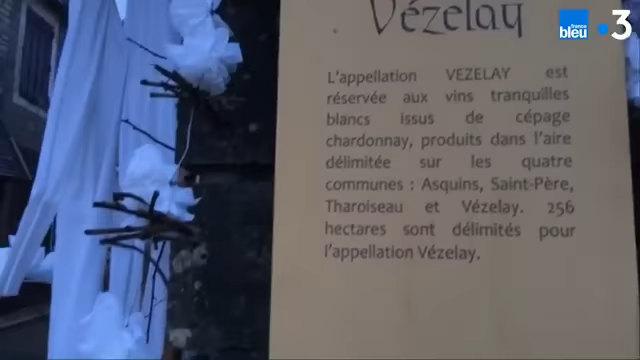 Vézelay
france
bleu
3
L'appellation VEZELAY est
réservée aux vins tranquilles
blancs issus de cépage
chardonnay, produits dans l'aire
délimitée sur les quatre
communes : Asquins, Saint-Père,
Tharoiseau et Vézelay. 256
hectares sont délimités pour
l'appellation Vézelay.